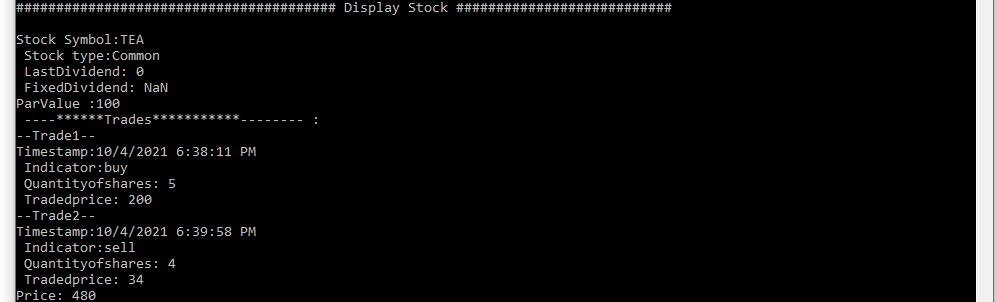 ######################################## Display Stock ###########################
Stock Symbol:TEA
Stock type:Common
LastDividend: 0
FixedDividend: NaN
ParValue :100
----******Trades***********-------- :
--Trade1--
Timestamp:10/4/2021 6:38:11 PM
Indicator:buy
Quantityofshares: 5
Tradedprice: 200
--Trade2--
Timestamp:10/4/2021 6:39:58 PM
Indicator:sell
Quantityofshares: 4
Tradedprice: 34
Price: 480